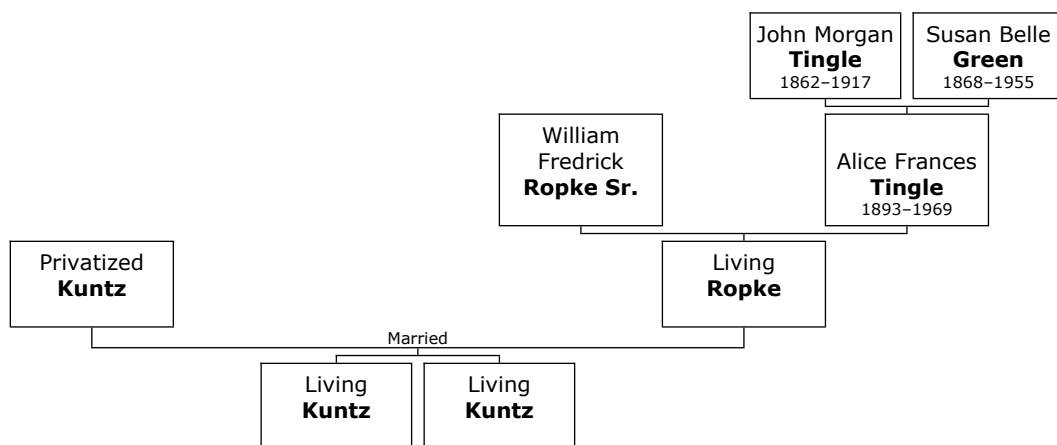 John Morgan
Tingle
1862–1917
Susan Belle
Green
1868–1955
William
Fredrick
Ropke Sr.
Alice Frances
Tingle
1893–1969
Privatized
Kuntz
Living
Ropke
Married
Living
Kuntz
Living
Kuntz